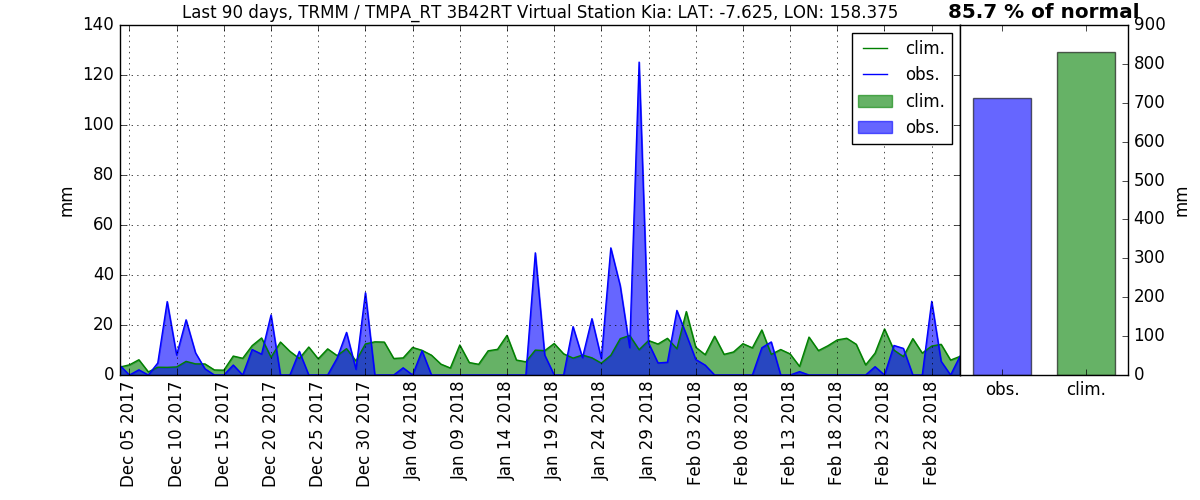 Last 90 days, TRMM / TMPA_RT 3B42RT Virtual Station Kia: LAT: -7.625, LON: 158.375
85.7 % of normal
mm
140
120
100
80
60
40
20
0
clim.
obs.
clim.
obs.
900
800
700
600
500
400
300
200
100
0
mm
Dec 05 2017
Dec 10 2017
Dec 15 2017
Dec 20 2017
Dec 25 2017
Dec 30 2017
Jan 04 2018
Jan 09 2018
Jan 14 2018
Jan 19 2018
Jan 24 2018
Jan 29 2018
Feb 03 2018
Feb 08 2018
Feb 13 2018
Feb 18 2018
Feb 23 2018
Feb 28 2018
obs.
clim.